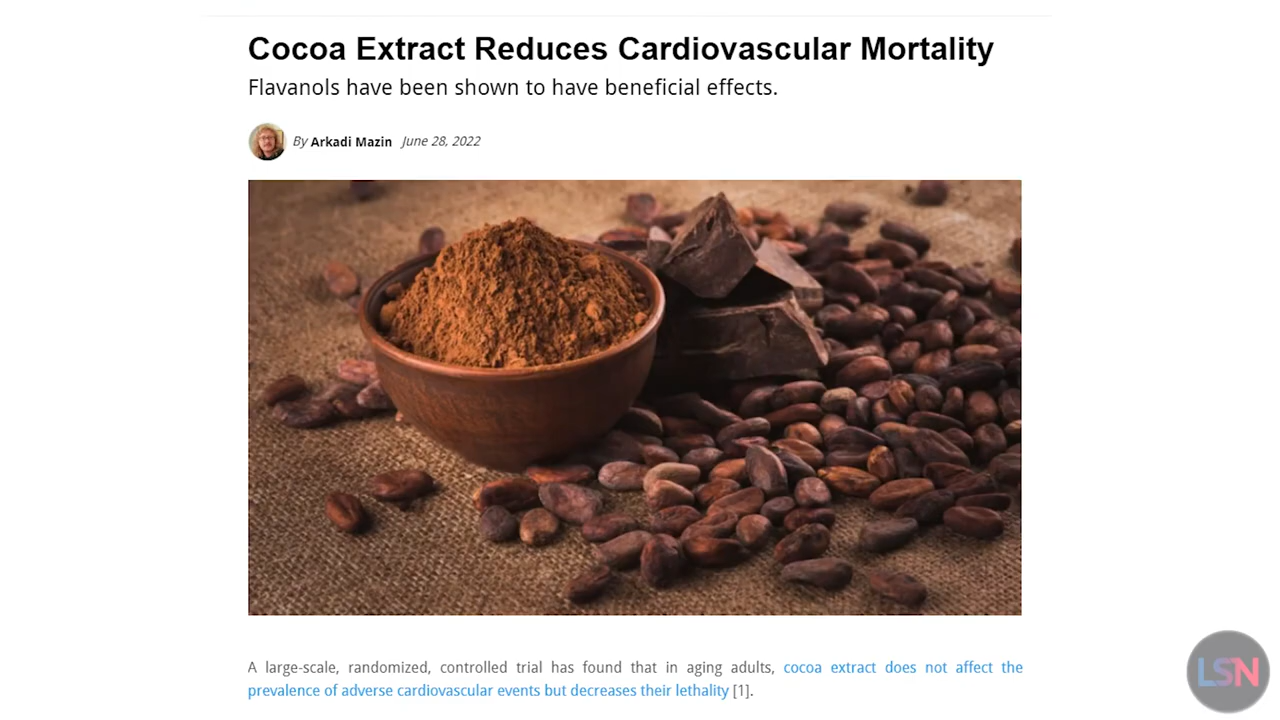 Cocoa Extract Reduces Cardiovascular Mortality
Flavanols have been shown to have beneficial effects.
By Arkadi Mazin June 28, 2022
A large-scale, randomized, controlled trial has found that in aging adults, cocoa extract does not affect the
prevalence of adverse cardiovascular events but decreases their lethality [1].
LSN